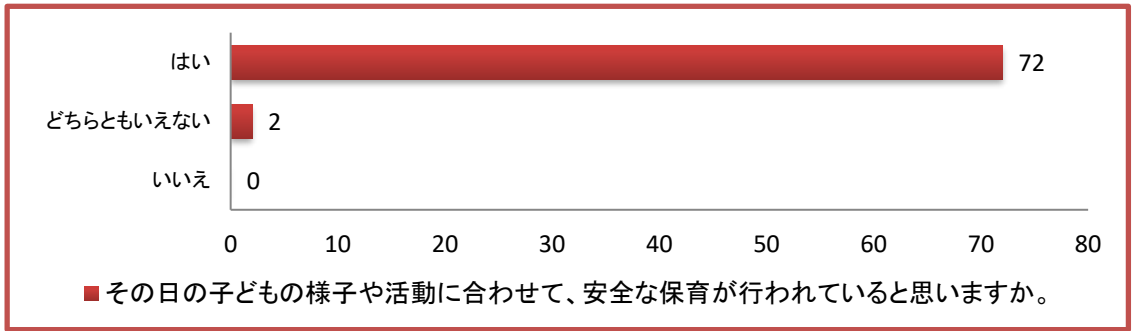 はい 72
どちらともいえない 2
いいえ 0
0 10 20 30 40 50 60 70 80
その日の子どもの様子や活動に合わせて、安全な保育が行われていると思いますか。